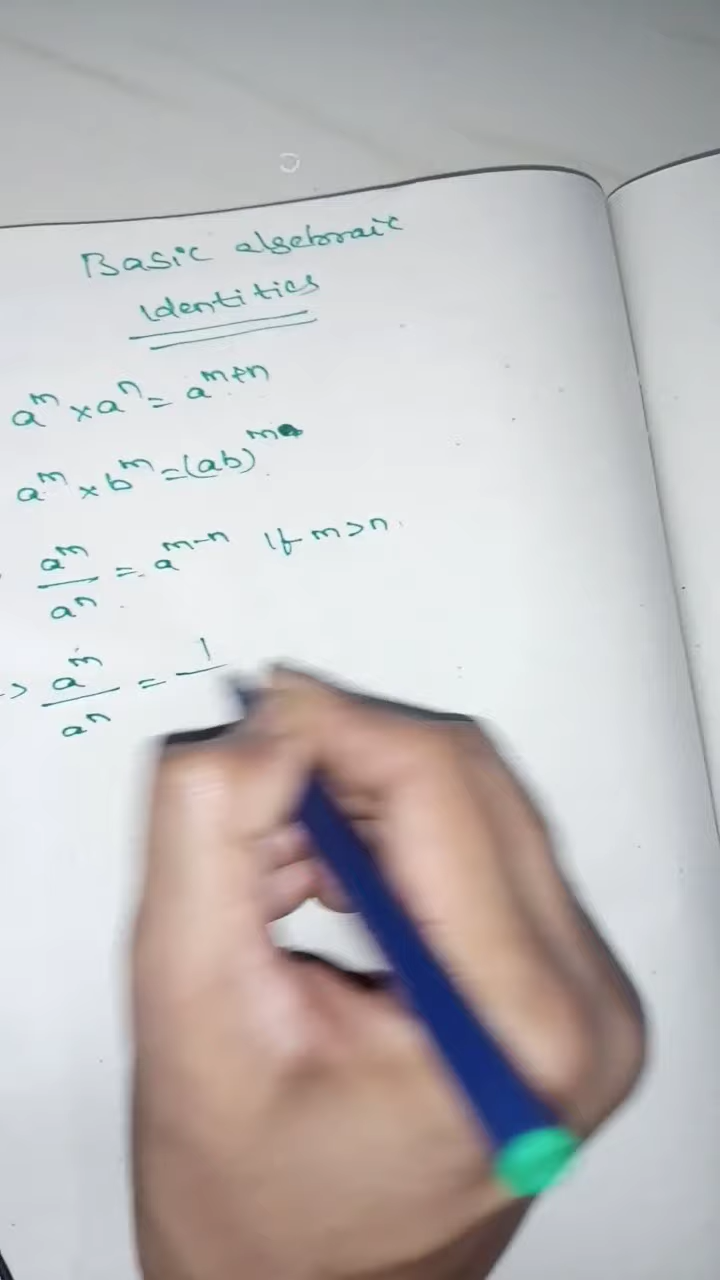 Basic algebraic
Identities
a^m × a^n = a^m+n
a^m × b^m = (ab)^m
a^m/a^n = a^m-n If m>n.
-> a^m/a^n = 1/